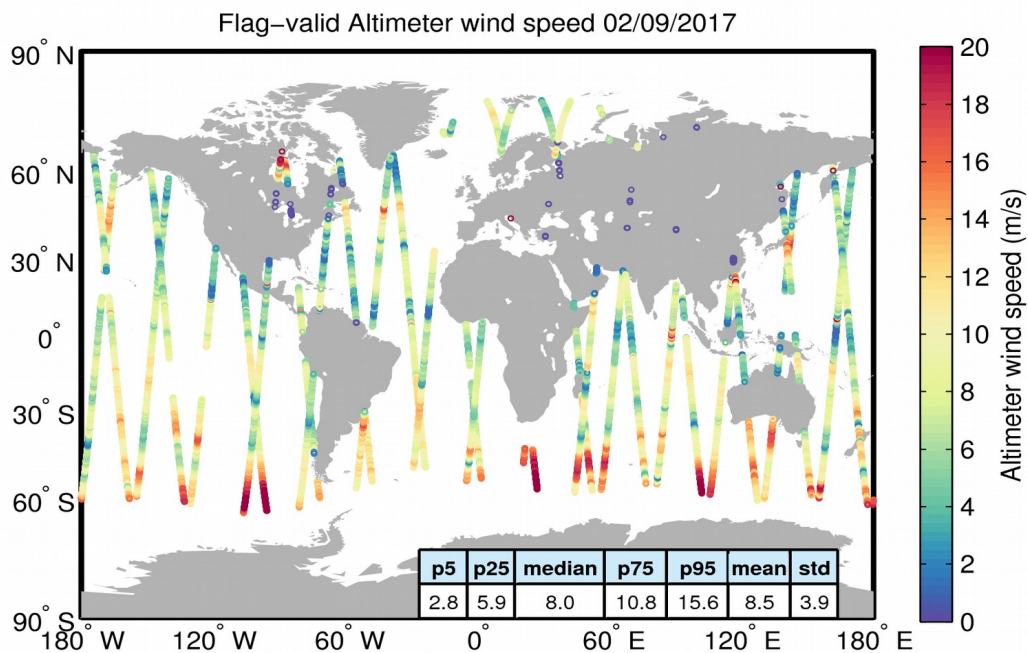 Flag−valid Altimeter wind speed 02/09/2017
90° N
60° N
30° N
0°
30° S
60° S
90° S
180° W
120° W
60° W
0°
60° E
120° E
180° E
p5 p25 median p75 p95 mean std
2.8 5.9 8.0 10.8 15.6 8.5 3.9
20
18
16
14
12
10
8
6
4
2
0
Altimeter wind speed (m/s)